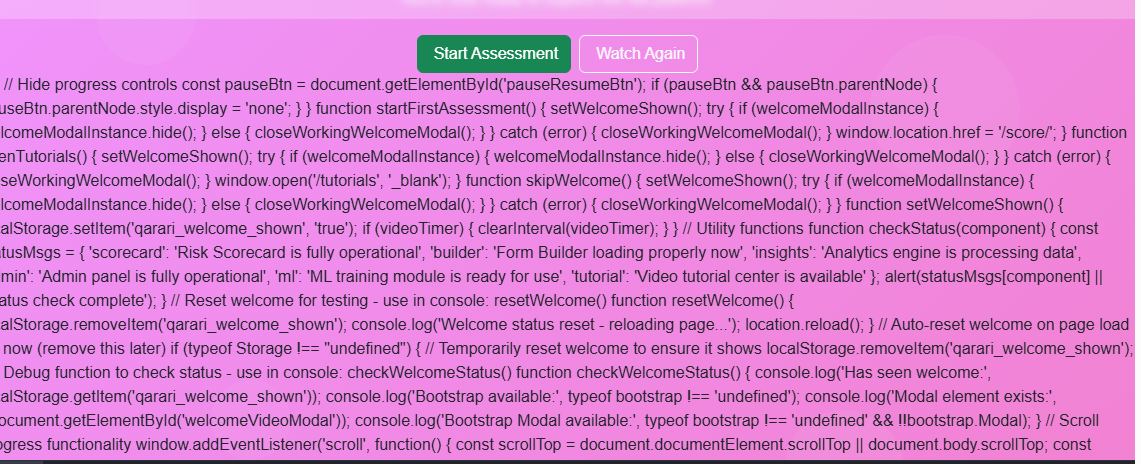 Start Assessment Watch Again
// Hide progress controls const pauseBtn = document.getElementById('pauseResumeBtn'); if (pauseBtn && pauseBtn.parentNode) {
useBtn.parentNode.style.display = 'none'; } } function startFirstAssessment() { setWelcomeShown(); try { if (welcomeModalInstance) {
lcomeModalInstance.hide(); } else { closeWorkingWelcomeModal(); } } catch (error) { closeWorkingWelcomeModal(); } window.location.href = '/score/'; } function
enTutorials() { setWelcomeShown(); try { if (welcomeModalInstance) { welcomeModalInstance.hide(); } else { closeWorkingWelcomeModal(); } } catch (error) {
seWorkingWelcomeModal(); } window.open('/tutorials', '_blank'); } function skipWelcome() { setWelcomeShown(); try { if (welcomeModalInstance) {
lcomeModalInstance.hide(); } else { closeWorkingWelcomeModal(); } } catch (error) { closeWorkingWelcomeModal(); } } function setWelcomeShown() {
alStorage.setItem('qarari_welcome_shown', 'true'); if (videoTimer) { clearInterval(videoTimer); } } // Utility functions function checkStatus(component) { const
atusMsgs = { 'scorecard': 'Risk Scorecard is fully operational', 'builder': 'Form Builder loading properly now', 'insights': 'Analytics engine is processing data',
min': 'Admin panel is fully operational', 'ml': 'ML training module is ready for use', 'tutorial': 'Video tutorial center is available' }; alert(statusMsgs[component] ||
atus check complete'); } // Reset welcome for testing - use in console: resetWelcome() function resetWelcome() {
alStorage.removeItem('qarari_welcome_shown'); console.log('Welcome status reset - reloading page...'); location.reload(); } // Auto-reset welcome on page load
now (remove this later) if (typeof Storage !== "undefined") { // Temporarily reset welcome to ensure it shows localStorage.removeItem('qarari_welcome_shown');
Debug function to check status - use in console: checkWelcomeStatus() function checkWelcomeStatus() { console.log('Has seen welcome:',
alStorage.getItem('qarari_welcome_shown')); console.log('Bootstrap available:', typeof bootstrap !== 'undefined'); console.log('Modal element exists:',
ocument.getElementById('welcomeVideoModal')); console.log('Bootstrap Modal available:', typeof bootstrap !== 'undefined' && !!bootstrap.Modal); } // Scroll
ogress functionality window.addEventListener('scroll', function() { const scrollTop = document.documentElement.scrollTop || document.body.scrollTop; const